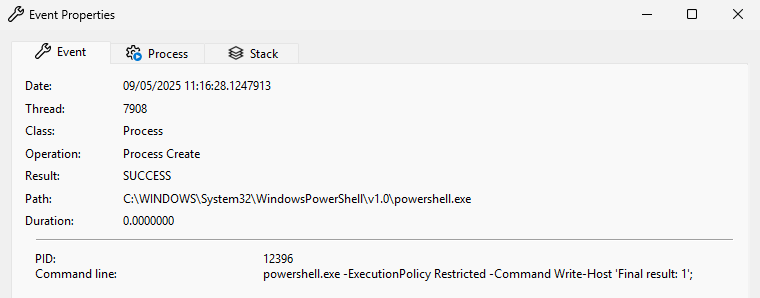 Event Properties
Event Process Stack
Date: 09/05/2025 11:16:28.1247913
Thread: 7908
Class: Process
Operation: Process Create
Result: SUCCESS
Path: C:\WINDOWS\System32\WindowsPowerShell\v1.0\powershell.exe
Duration: 0.0000000
PID: 12396
Command line: powershell.exe -ExecutionPolicy Restricted -Command Write-Host 'Final result: 1';